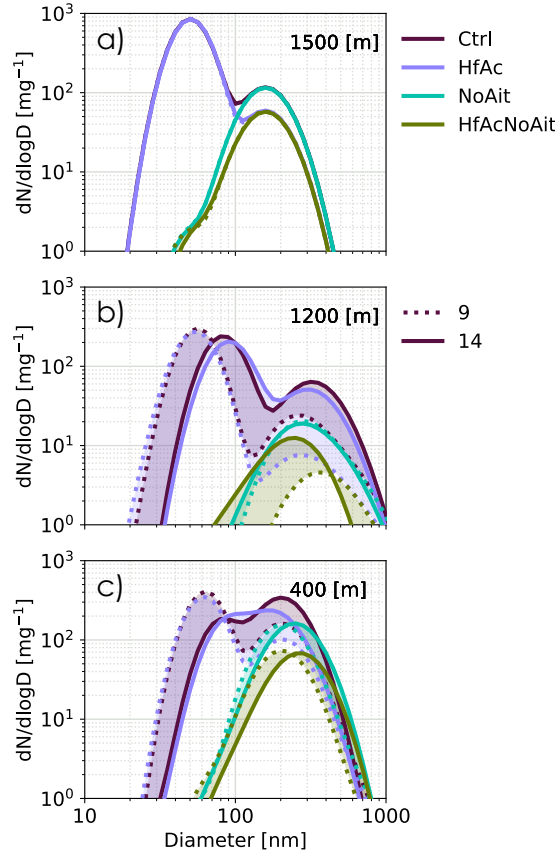 a)
1500 [m]
dN/dlogD [mg⁻¹]
10³
10²
10¹
10⁰
Ctrl
HfAc
NoAit
HfAcNoAit
b)
1200 [m]
dN/dlogD [mg⁻¹]
10³
10²
10¹
10⁰
9
14
c)
400 [m]
dN/dlogD [mg⁻¹]
10³
10²
10¹
10⁰
10 100 1000
Diameter [nm]